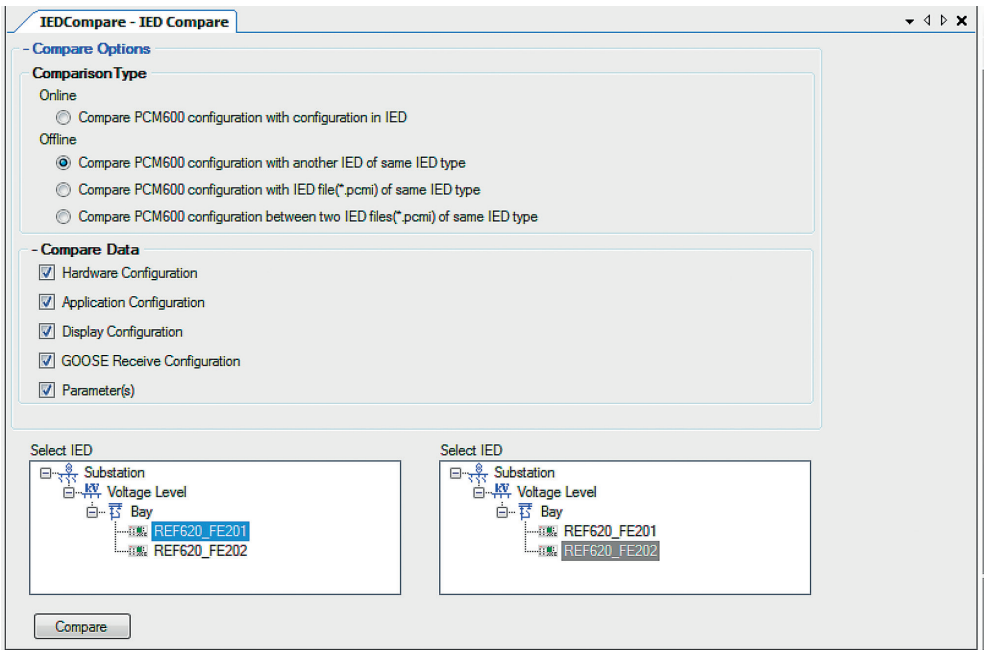 IEDCompare - IED Compare
- Compare Options
Comparison Type
Online
Compare PCM600 configuration with configuration in IED
Offline
Compare PCM600 configuration with another IED of same IED type
Compare PCM600 configuration with IED file(*.pcmi) of same IED type
Compare PCM600 configuration between two IED files(*.pcmi) of same IED type
- Compare Data
Hardware Configuration
Application Configuration
Display Configuration
GOOSE Receive Configuration
Parameter(s)
Select IED
Substation
KV Voltage Level
Bay
REF620_FE201
REF620_FE202
Select IED
Substation
KV Voltage Level
Bay
REF620_FE201
REF620_FE202
Compare